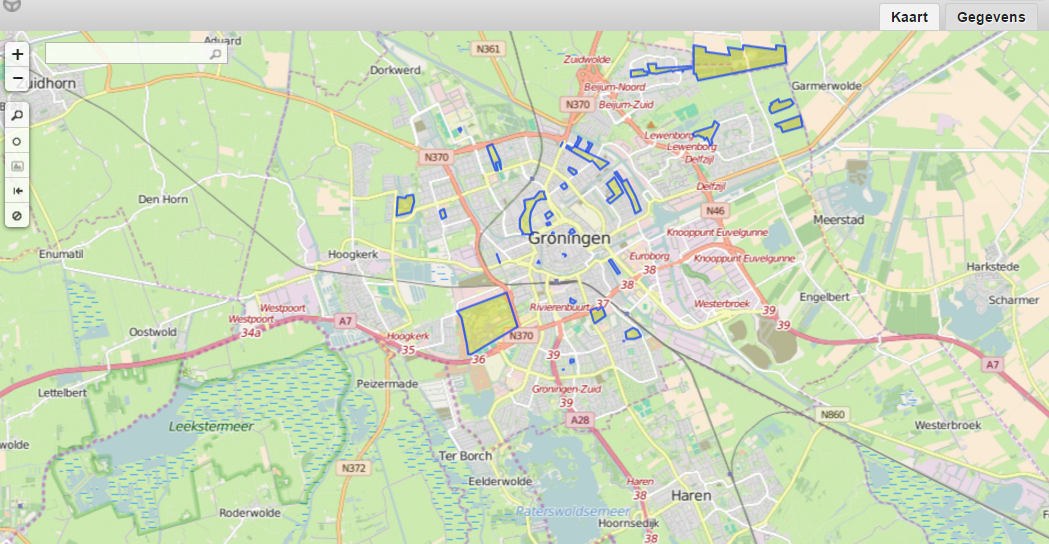 Kaart
Gegevens
Aduard
N361
Zuidwolde
Dorkwerd
Beijum-Noord
Garmerwolde
Zuidhorn
N370
Beijum-Zuid
Lewenborg
Lewenborg
Delfzijl
N370
Delfzijl
Den Horn
N46
Meerstad
Knooppunt Euvelgunne
Groningen
Enumatil
Hoogkerk
Euroborg
38
Knooppunt Euvelgunne
Harkstede
38
Engelbert
Scharmer
Westpoort
Westpoort
34a
A7
Rivierenbuurt
37
Westerbroek
39
39
Oostwold
Hoogkerk
35
N370
36
39
A7
Lettelbert
Peizermade
Groningen-Zuid
39
A28
N860
Leekstermeer
Westerbroek
wolde
Ter Borch
N372
Eelderwolde
Haren
38
Haren
Roderwolde
Paterswoldsemeer
Hoornsedijk
38